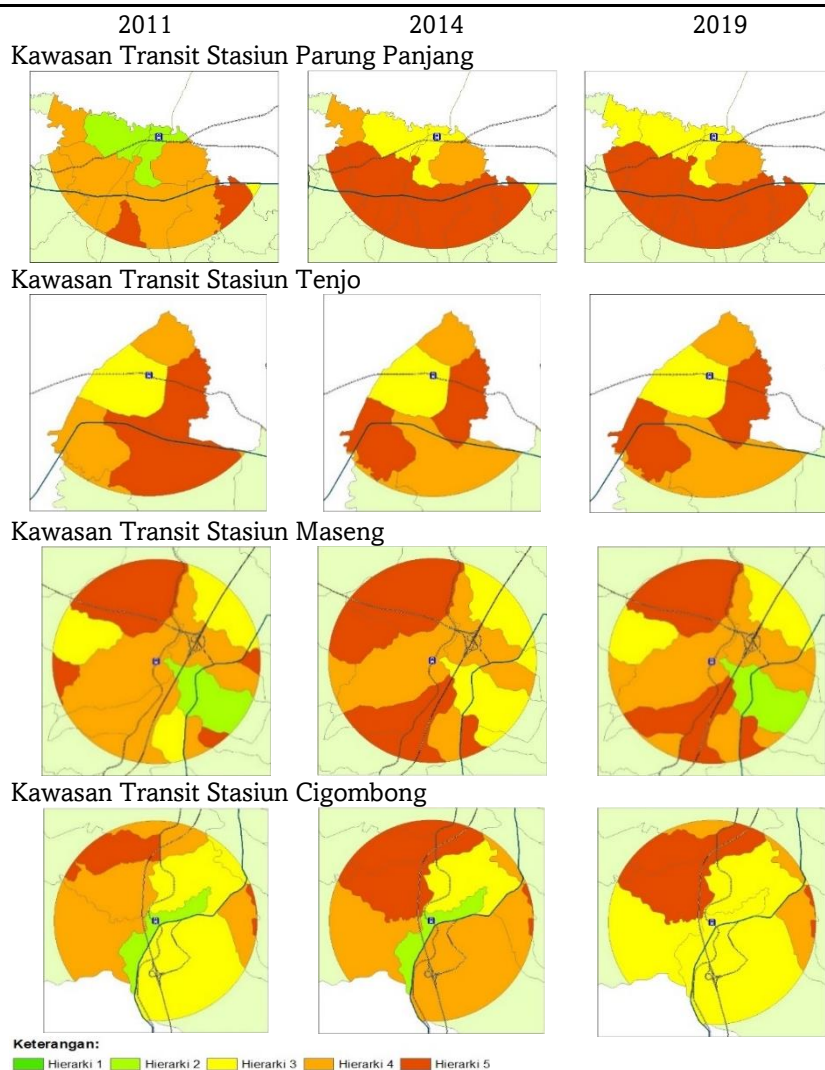 2011 2014 2019
Kawasan Transit Stasiun Parung Panjang
Kawasan Transit Stasiun Tenjo
Kawasan Transit Stasiun Maseng
Kawasan Transit Stasiun Cigombong
Keterangan:
Hierarki 1 Hierarki 2 Hierarki 3 Hierarki 4 Hierarki 5